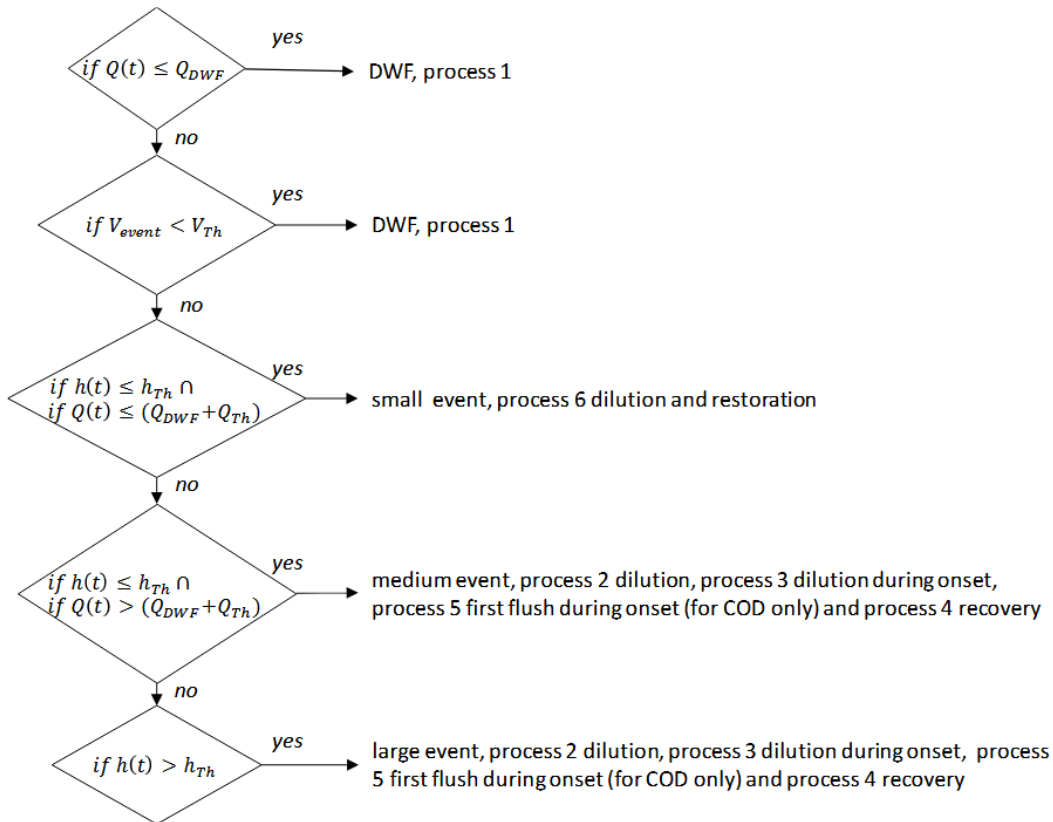 yes
if Q(t) ≤ Q_DWF
DWF, process 1
no
yes
if V_event < V_Th
DWF, process 1
no
yes
if h(t) ≤ h_Th ∩
if Q(t) ≤ (Q_DWF+Q_Th)
small event, process 6 dilution and restoration
no
yes
if h(t) ≤ h_Th ∩
if Q(t) > (Q_DWF+Q_Th)
medium event, process 2 dilution, process 3 dilution during onset,
process 5 first flush during onset (for COD only) and process 4 recovery
no
yes
if h(t) > h_Th
large event, process 2 dilution, process 3 dilution during onset, process
5 first flush during onset (for COD only) and process 4 recovery